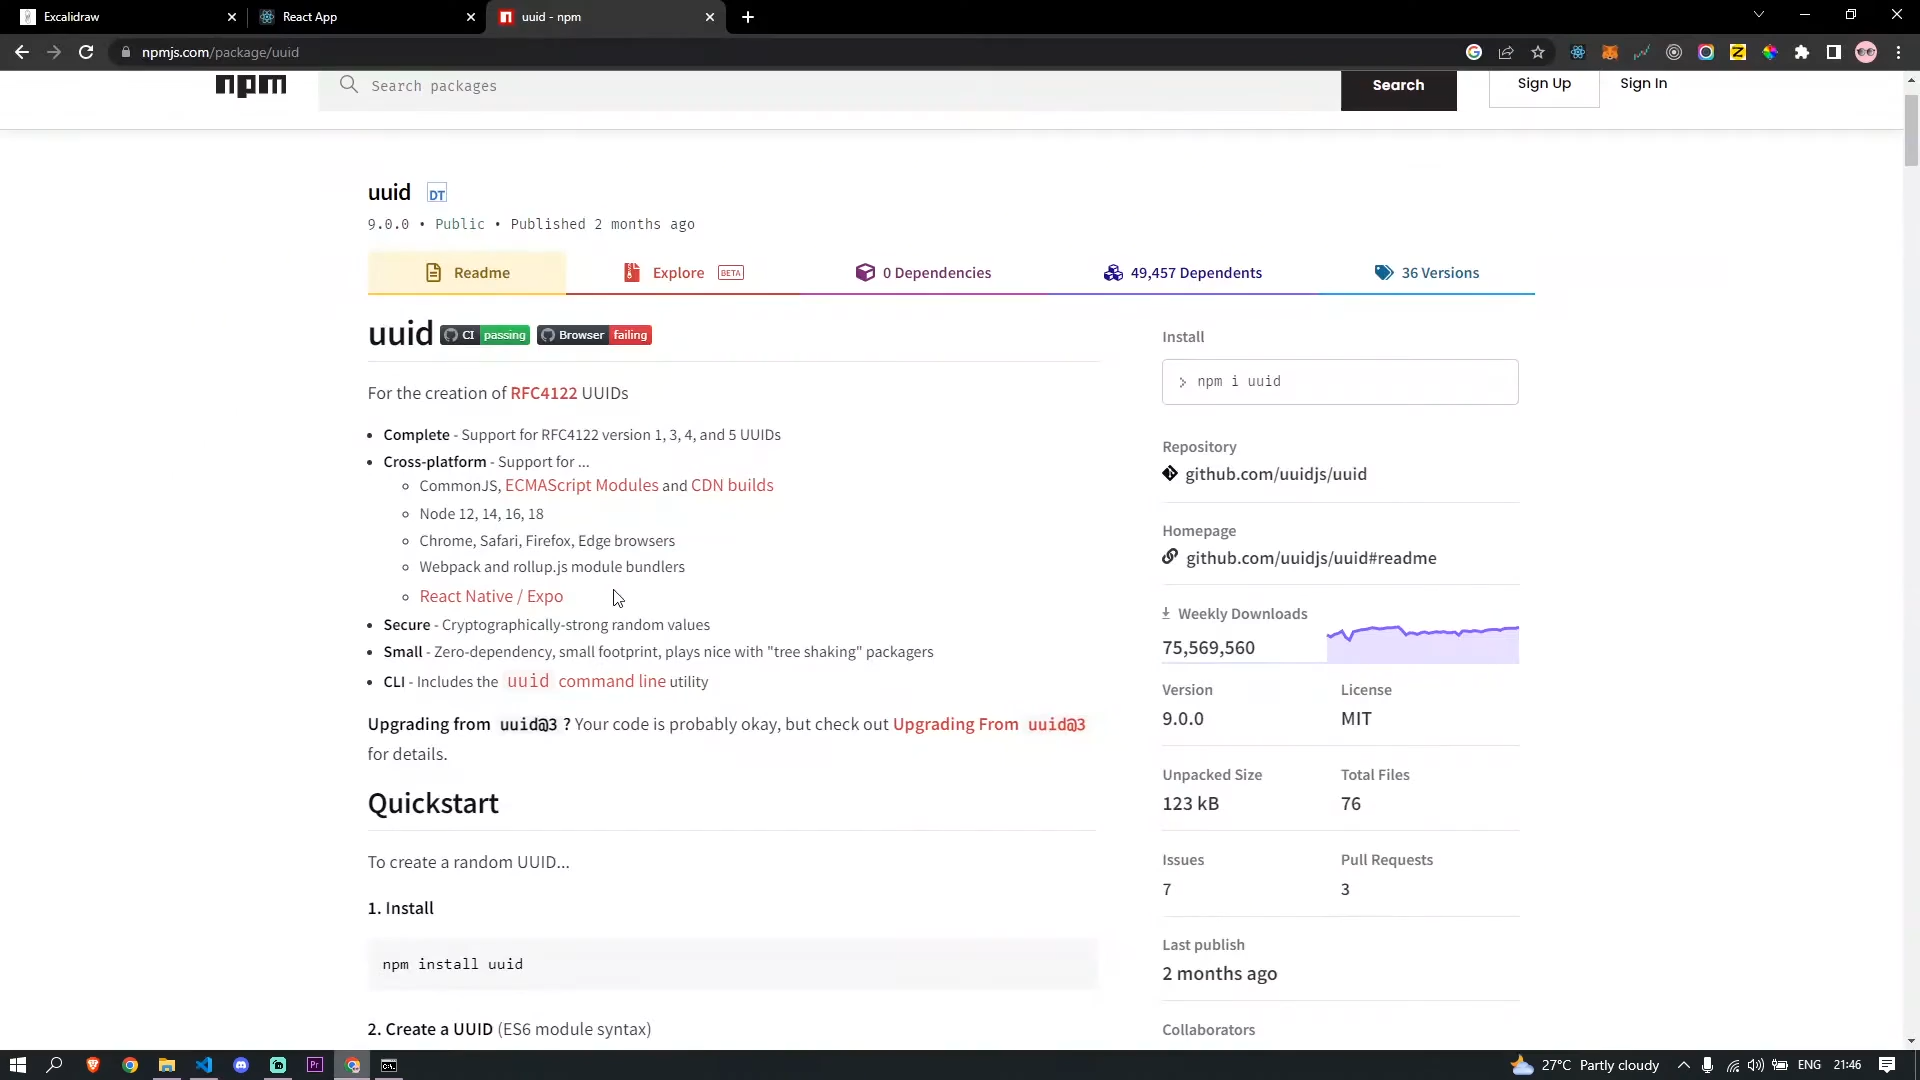 Excalidraw
React App
uuid - npm
npmjs.com/package/uuid
npm
Search packages
Search
Sign Up
Sign In
uuid DT
9.0.0 • Public • Published 2 months ago
Readme
Explore BETA
0 Dependencies
49,457 Dependents
36 Versions
uuid CI passing Browser failing
For the creation of RFC4122 UUIDs
• Complete - Support for RFC4122 version 1, 3, 4, and 5 UUIDs
• Cross-platform - Support for ...
CommonJS, ECMAScript Modules and CDN builds
Node 12, 14, 16, 18
Chrome, Safari, Firefox, Edge browsers
Webpack and rollup.js module bundlers
React Native / Expo
• Secure - Cryptographically-strong random values
• Small - Zero-dependency, small footprint, plays nice with "tree shaking" packagers
• CLI - Includes the uuid command line utility
Upgrading from uuid@3 ? Your code is probably okay, but check out Upgrading From uuid@3
for details.
Quickstart
To create a random UUID...
1. Install
npm install uuid
2. Create a UUID (ES6 module syntax)
Install
> npm i uuid
Repository
github.com/uuidjs/uuid
Homepage
github.com/uuidjs/uuid#readme
Weekly Downloads
75,569,560
Version
License
9.0.0
MIT
Unpacked Size
Total Files
123 kB
76
Issues
Pull Requests
7
3
Last publish
2 months ago
Collaborators
27°C Partly cloudy
ENG
21:46